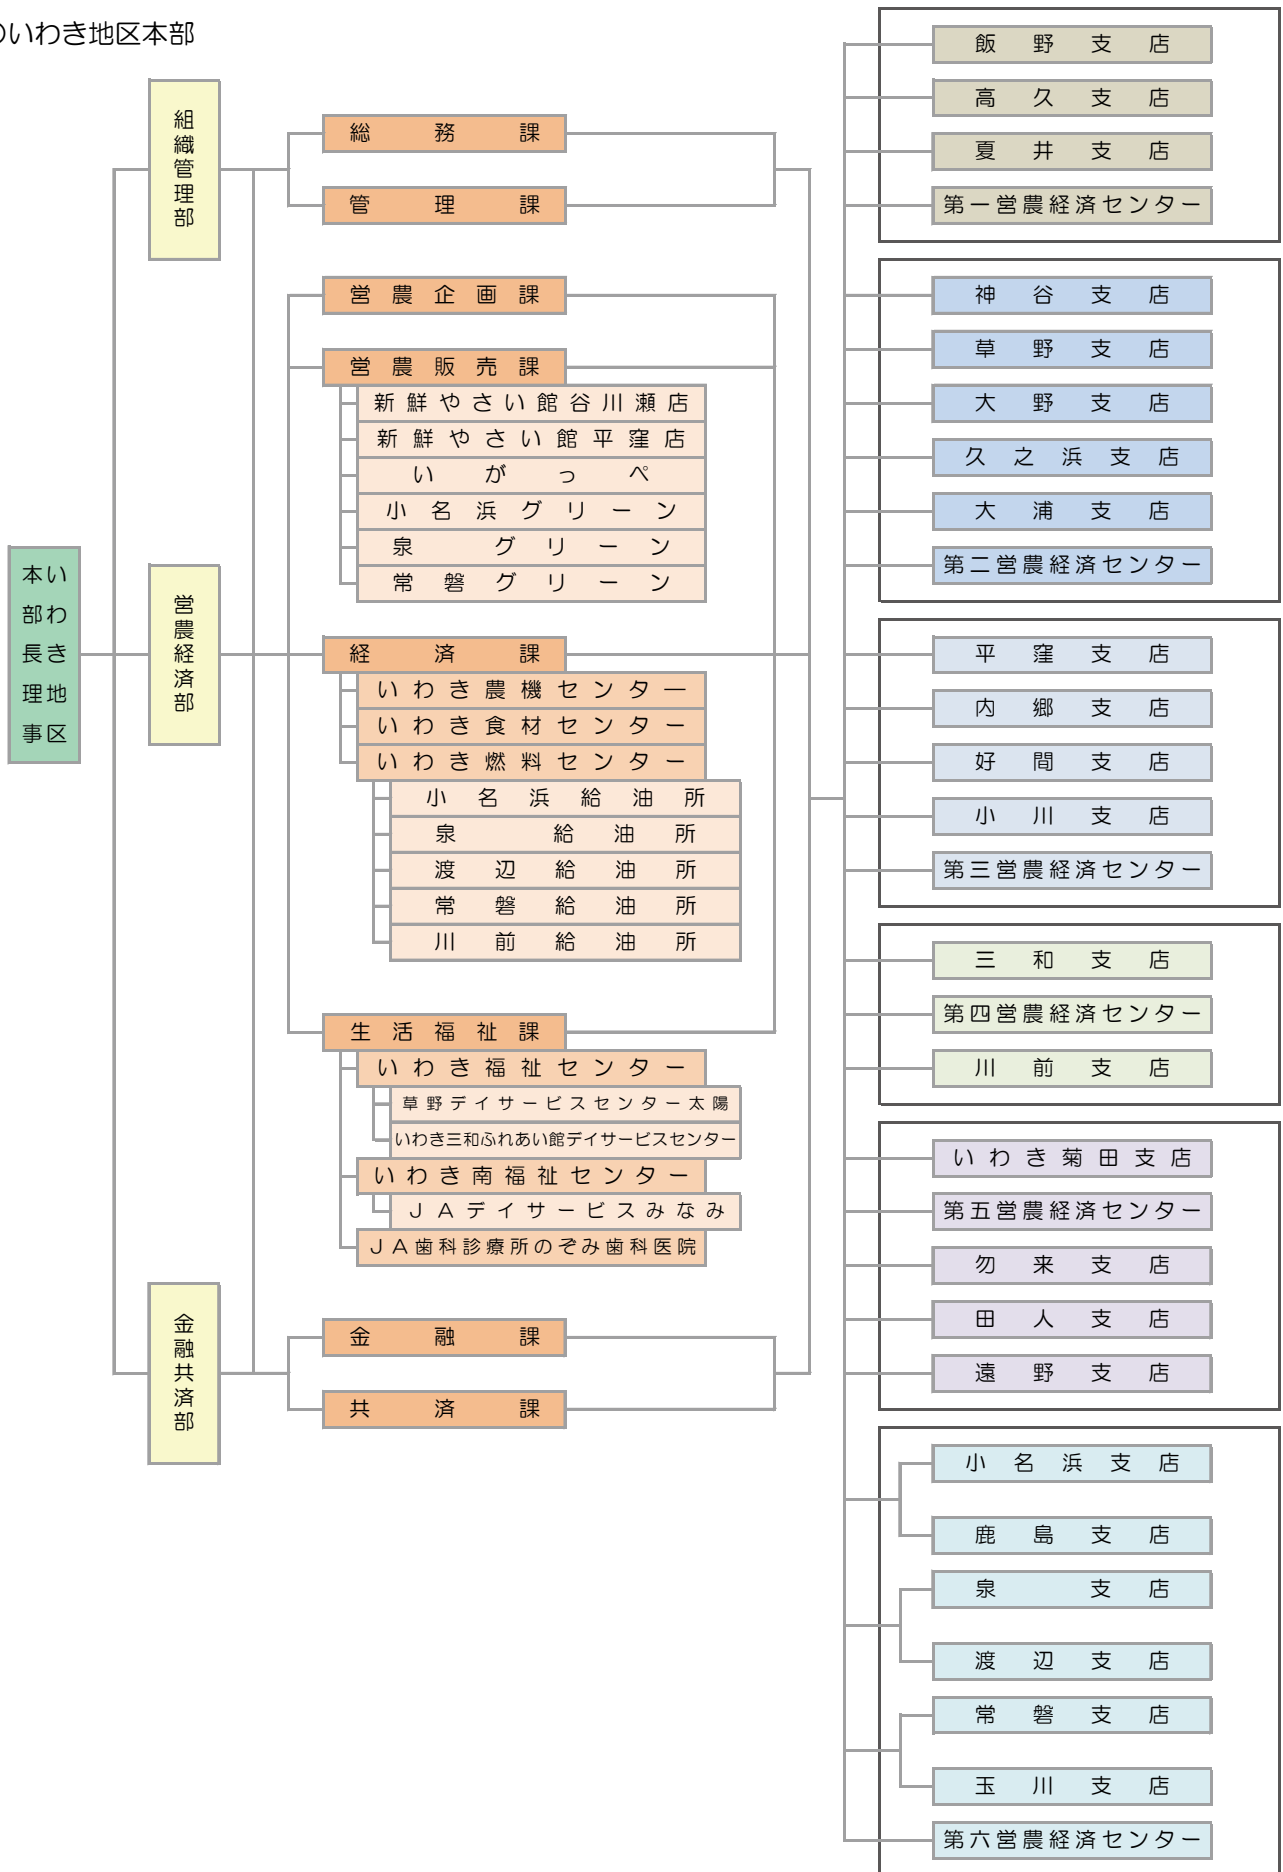 のいわき地区本部
いわき地区
本部長理事
組織管理部
総務課
管理課
営農経済部
営農企画課
営農販売課
新鮮やさい館谷川瀬店
新鮮やさい館平窪店
いがっぺ
小名浜グリーン
泉グリーン
常磐グリーン
経済課
いわき農機センター
いわき食材センター
いわき燃料センター
小名浜給油所
泉給油所
渡辺給油所
常磐給油所
川前給油所
生活福祉課
いわき福祉センター
草野デイサービスセンター太陽
いわき三和ふれあい館デイサービスセンター
いわき南福祉センター
ＪＡデイサービスみなみ
ＪＡ歯科診療所のぞみ歯科医院
金融共済部
金融課
共済課
飯野支店
高久支店
夏井支店
第一営農経済センター
神谷支店
草野支店
大野支店
久之浜支店
大浦支店
第二営農経済センター
平窪支店
内郷支店
好間支店
小川支店
第三営農経済センター
三和支店
第四営農経済センター
川前支店
いわき菊田支店
第五営農経済センター
勿来支店
田人支店
遠野支店
小名浜支店
鹿島支店
泉支店
渡辺支店
常磐支店
玉川支店
第六営農経済センター